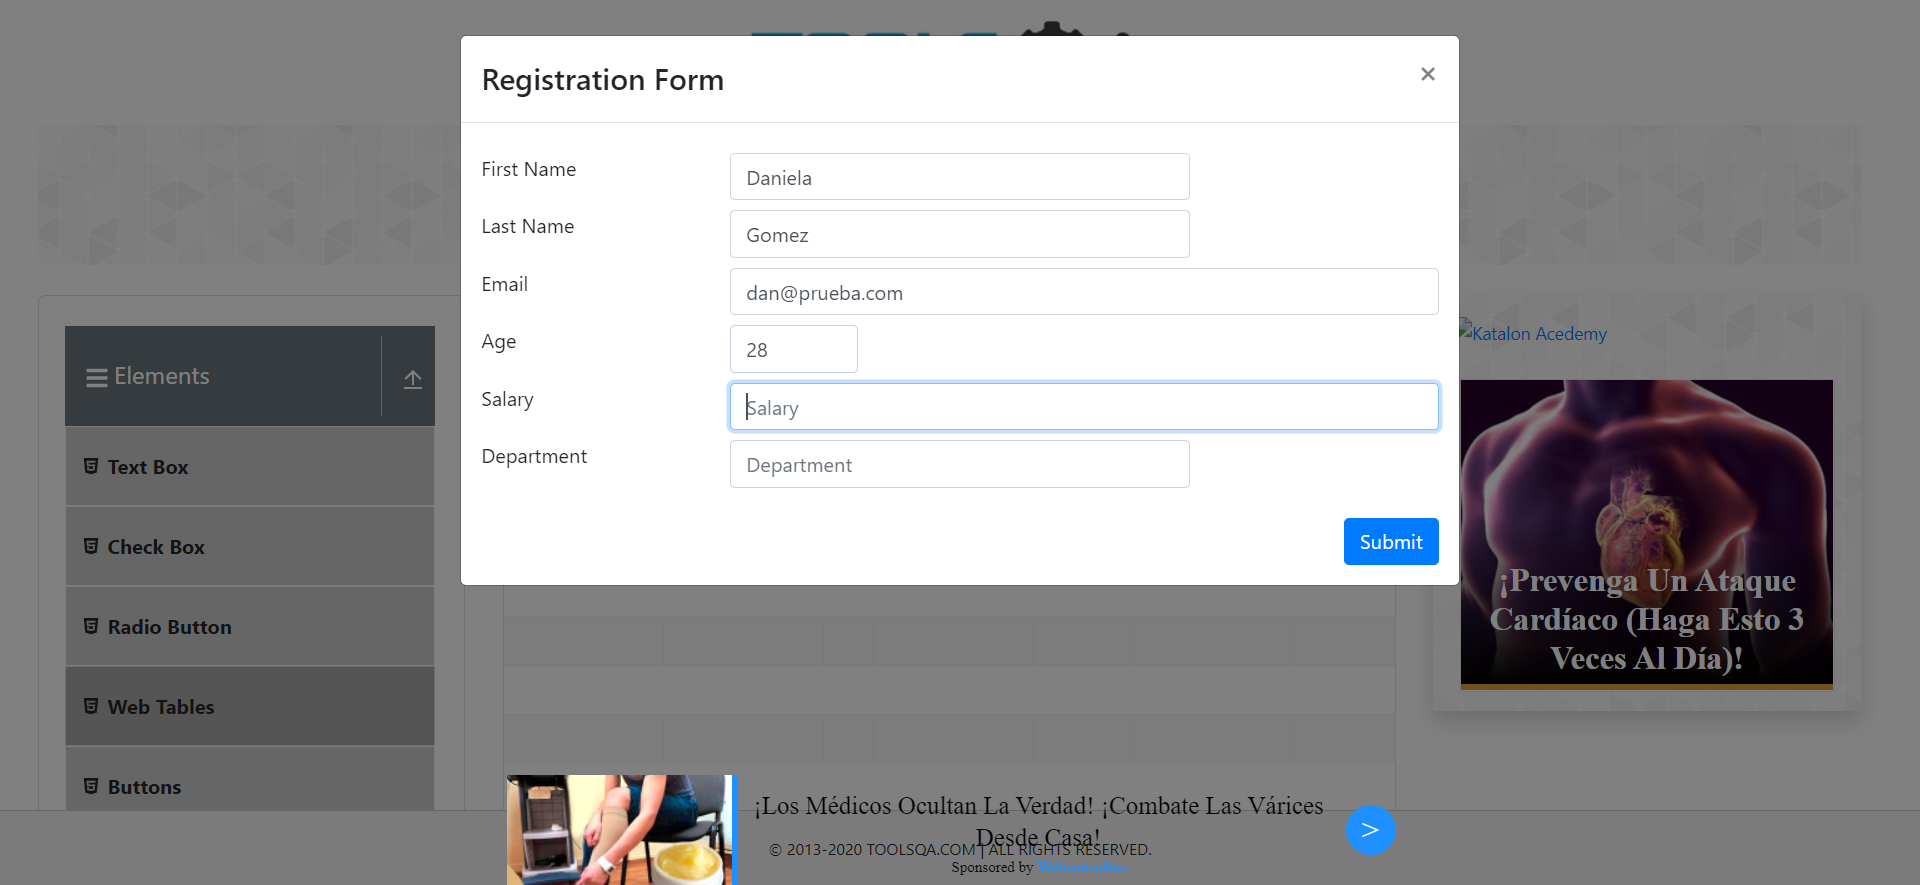 Registration Form
×
First Name
Daniela
Last Name
Gomez
Email
dan@prueba.com
Age
28
Salary
Salary
Department
Department
Submit
Elements
Text Box
Check Box
Radio Button
Web Tables
Buttons
Katalon Acedemy
¡Prevenga Un Ataque
Cardíaco (Haga Esto 3
Veces Al Día)!
¡Los Médicos Ocultan La Verdad! ¡Combate Las Várices
Desde Casa!
>
© 2013-2020 TOOLSQA.COM | ALL RIGHTS RESERVED.
Sponsored by